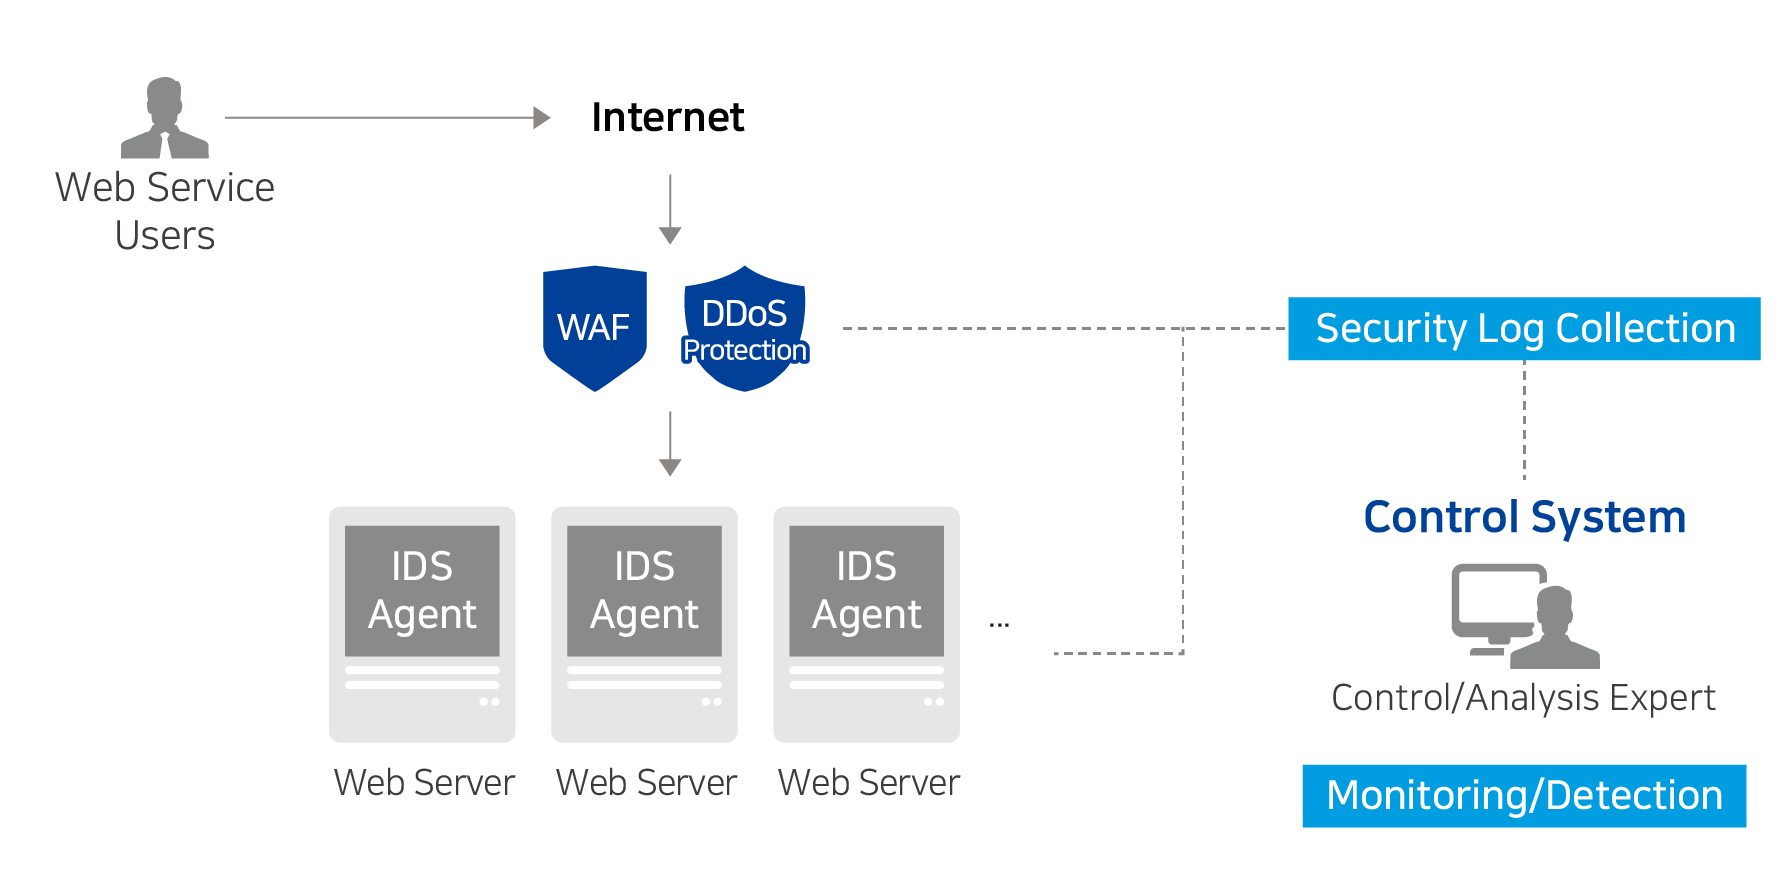 Internet
Web Service
Users
WAF
DDoS
Protection
Security Log Collection
IDS
Agent
IDS
Agent
IDS
Agent
...
Web Server
Web Server
Web Server
Control System
Control/Analysis Expert
Monitoring/Detection